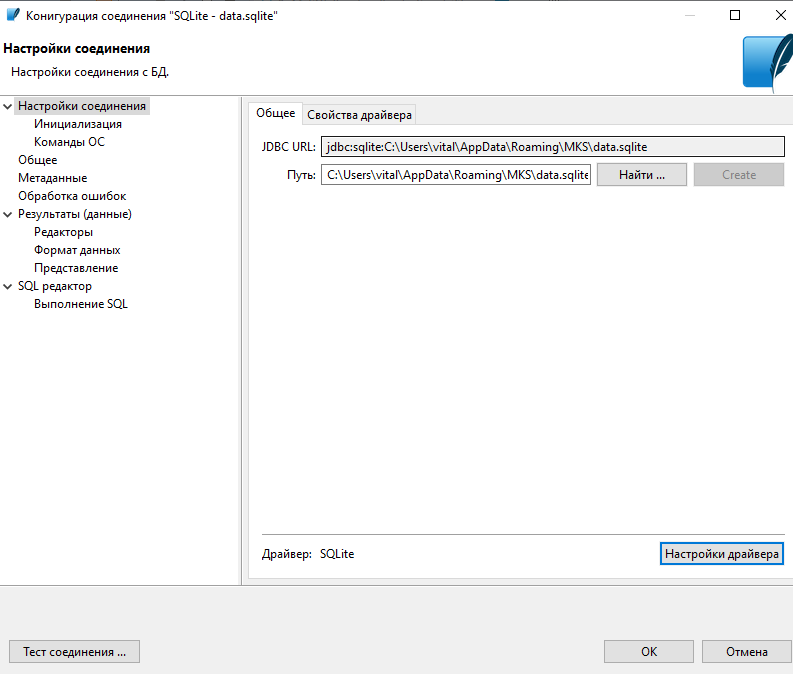 Конигурация соединения "SQLite - data.sqlite"
Настройки соединения
Настройки соединения с БД.
Настройки соединения
Инициализация
Команды ОС
Общее
Метаданные
Обработка ошибок
Результаты (данные)
Редакторы
Формат данных
Представление
SQL редактор
Выполнение SQL
Общее Свойства драйвера
JDBC URL: jdbc:sqlite:C:\Users\vital\AppData\Roaming\MKS\data.sqlite
Путь: C:\Users\vital\AppData\Roaming\MKS\data.sqlite Найти ... Create
Драйвер: SQLite Настройки драйвера
Тест соединения ... ОК Отмена